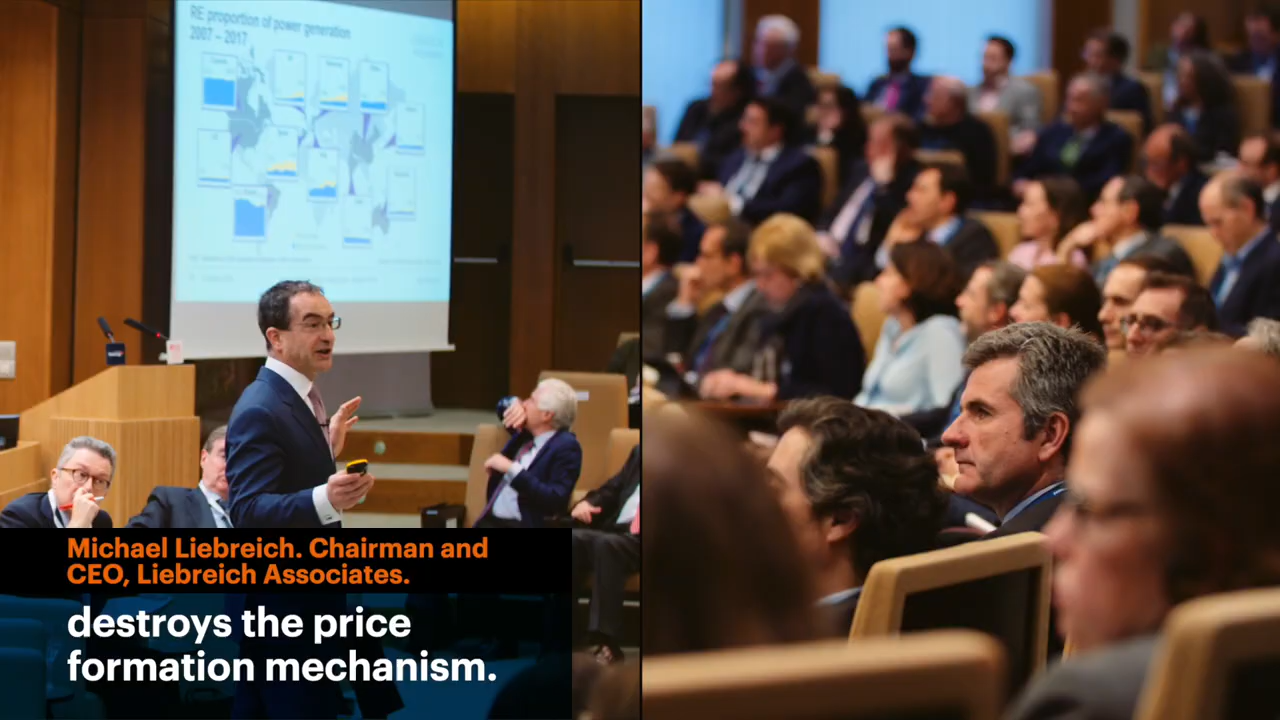 RE proportion of power generation
2007 – 2017
Michael Liebreich. Chairman and
CEO, Liebreich Associates.
destroys the price
formation mechanism.